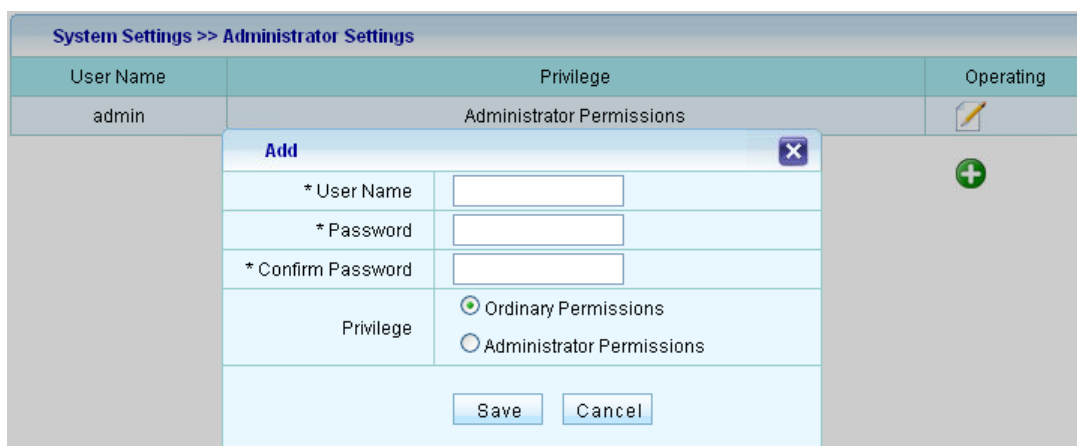 System Settings >> Administrator Settings
User Name Privilege Operating
admin Administrator Permissions
Add
* User Name
* Password
* Confirm Password
Privilege
Ordinary Permissions
Administrator Permissions
Save Cancel